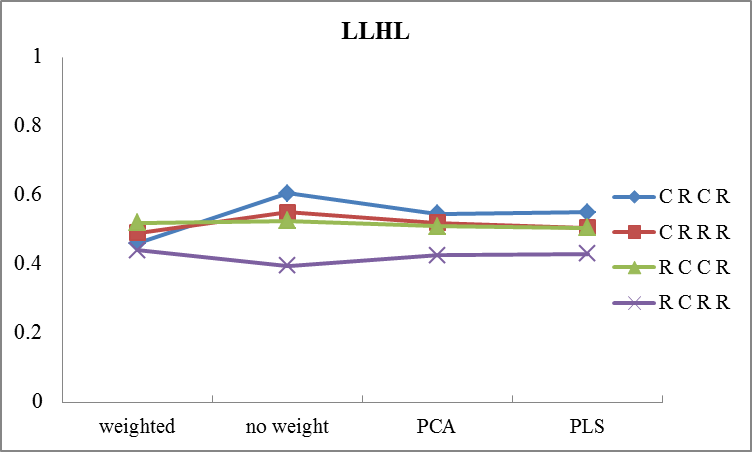 LLHL
1
0.8
0.6
0.4
0.2
0
weighted
no weight
PCA
PLS
C R C R
C R R R
R C C R
R C R R